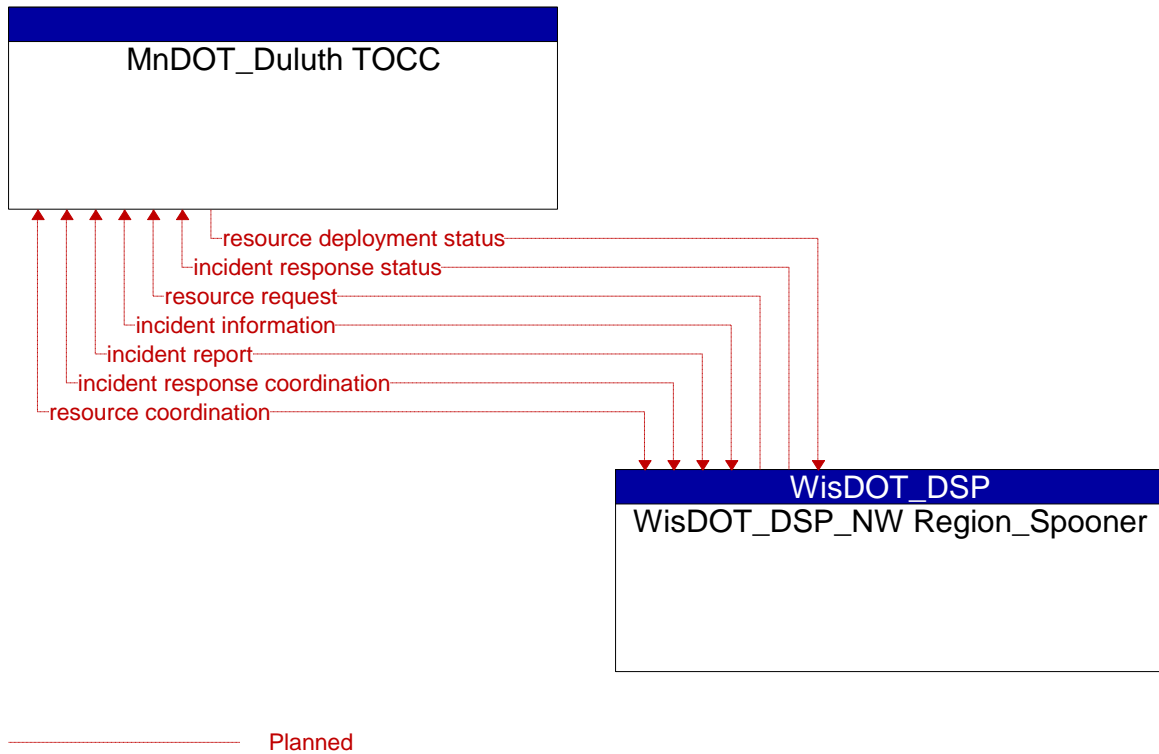 MnDOT_Duluth TOCC
resource deployment status
incident response status
resource request
incident information
incident report
incident response coordination
resource coordination
WisDOT_DSP
WisDOT_DSP_NW Region_Spooner
Planned